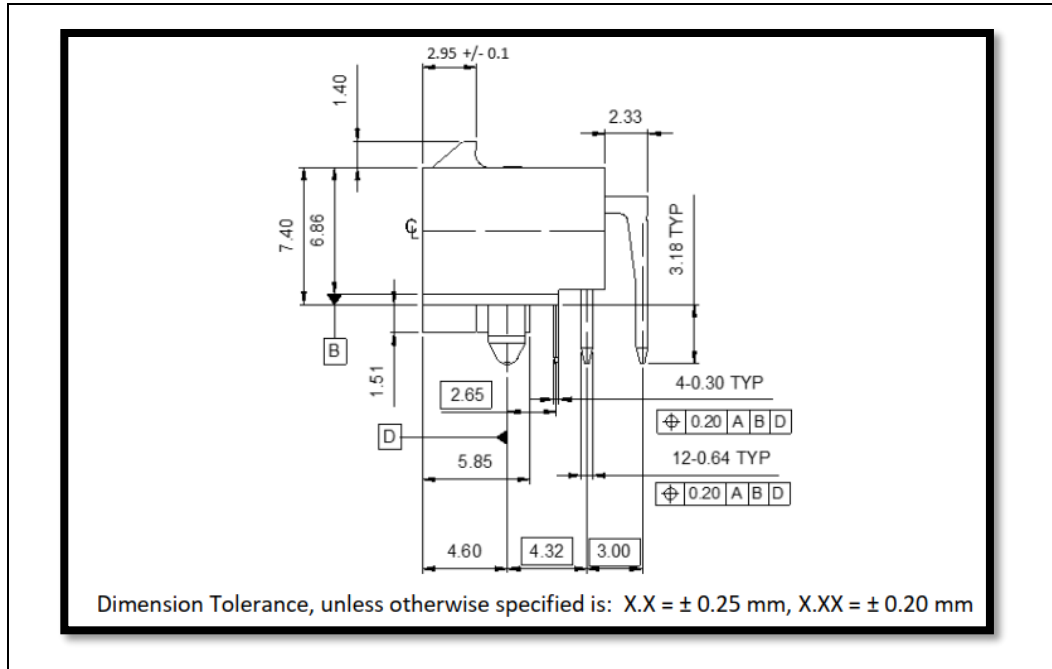 2.95 +/- 0.1
1.40
2.33
7.40
6.86
℄
3.18 TYP
B
1.51
2.65
4-0.30 TYP
⌖ 0.20 A B D
D
12-0.64 TYP
5.85
⌖ 0.20 A B D
4.60
4.32
3.00
Dimension Tolerance, unless otherwise specified is: X.X = ± 0.25 mm, X.XX = ± 0.20 mm